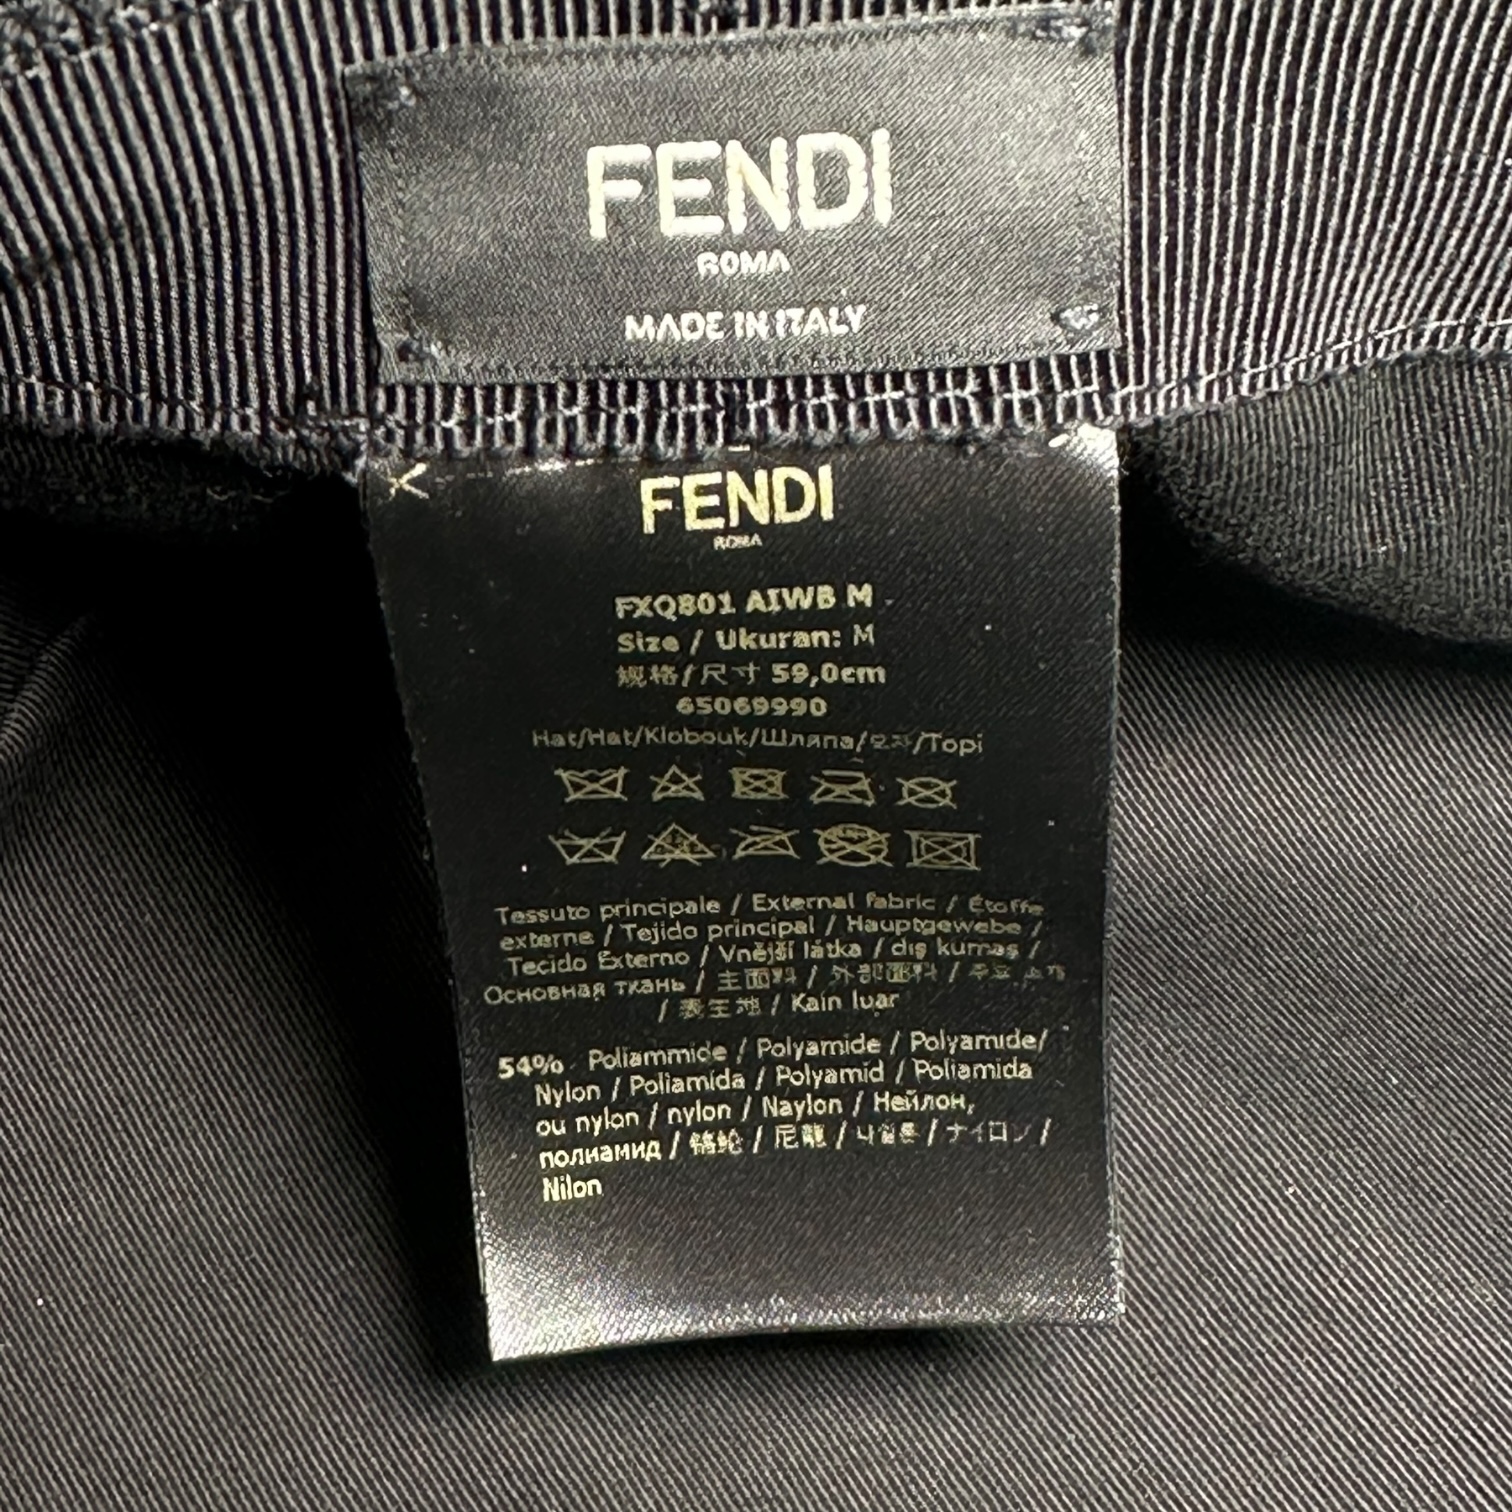 FENDI
ROMA
MADE IN ITALY
FENDI
ROMA
FXQ801 AIWB M
Size / Ukuran: M
规格/尺寸 59,0cm
65069990
Hat/Hat/Klobouk/Шляпа/모자/Topi
Tessuto principale / External fabric / Étoffe
externe / Tejido principal / Hauptgewebe /
Tecido Externo / Vnější látka / dış kumaş /
Основная ткань / 主面料 / 外部面料 /
/ 表生地 / Kain luar
54% Poliammide / Polyamide / Polyamide/
Nylon / Poliamida / Polyamid / Poliamida
ou nylon / nylon / Naylon / Нейлон,
полиамид / 锦纶 / 尼龍 / 나일론 / ナイロン /
Nilon